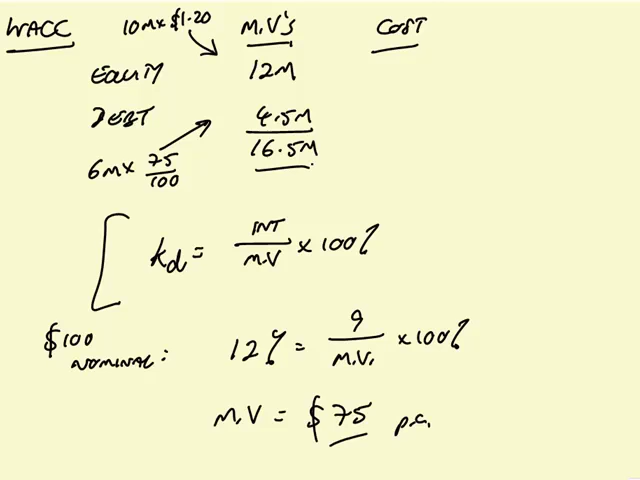 WACC 10M x $1.20 M.V's COST
EQUITY 12M
DEBT 4.5M
6M x 75/100 16.5M
kd = INT/M.V x 100%
$100 NOMINAL: 12% = 9/M.V. x 100%
M.V = $75 p.c.